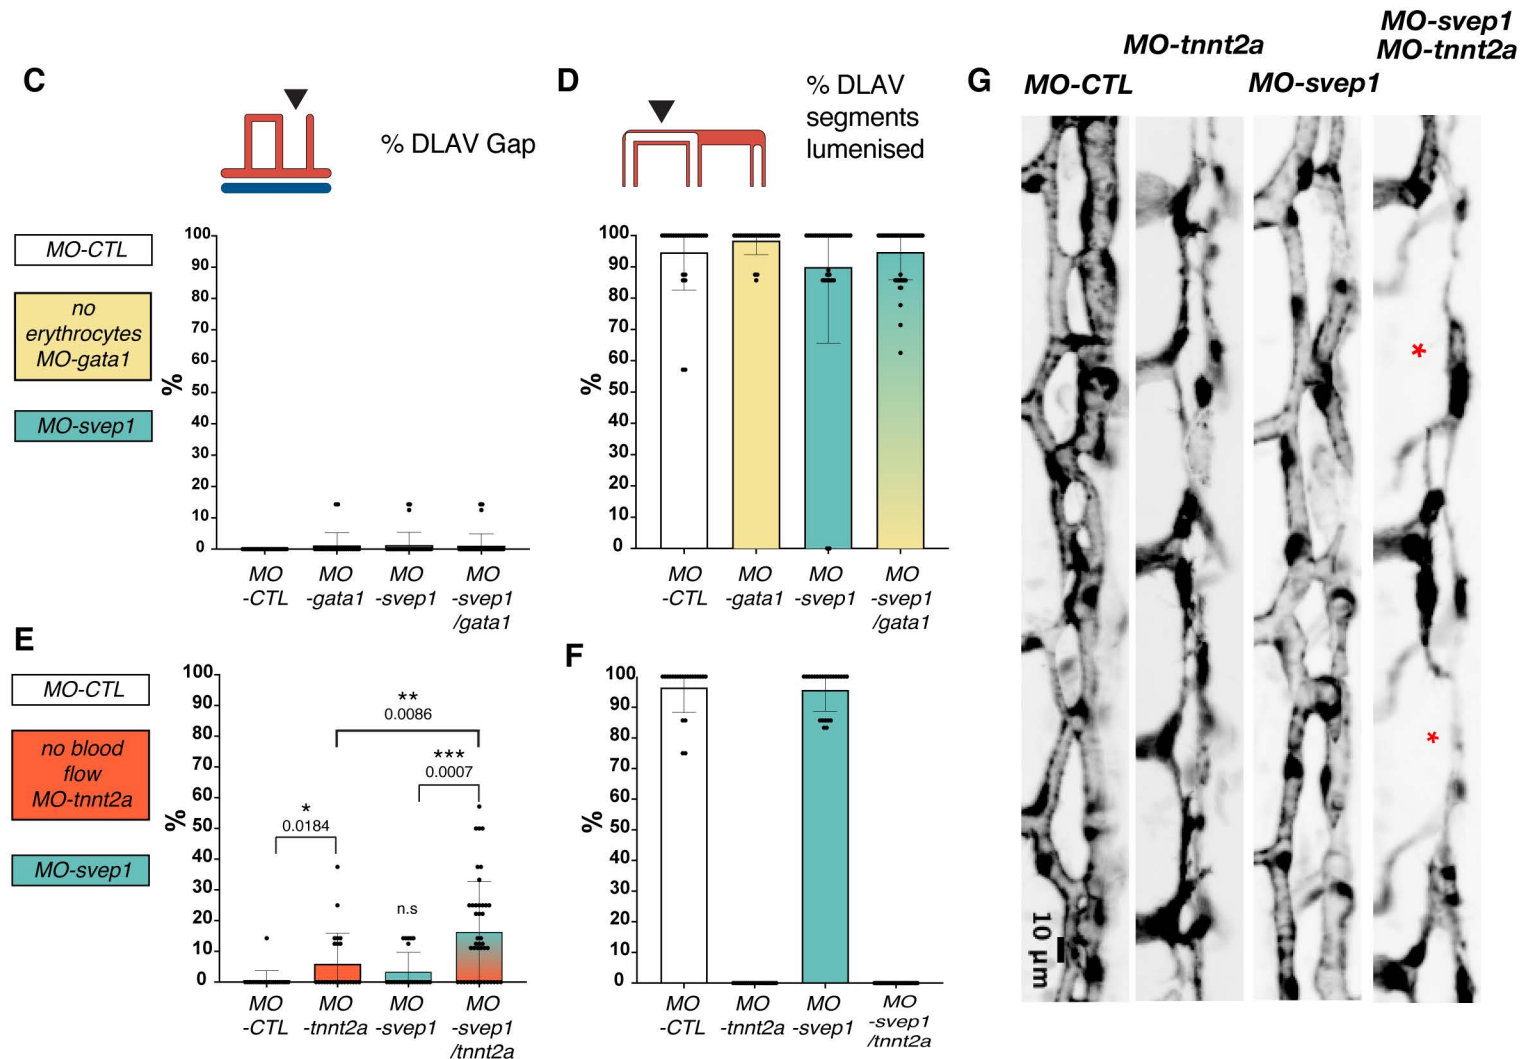 C
% DLAV Gap
MO-CTL
no
erythrocytes
MO-gata1
MO-svep1
%
100
90
80
70
60
50
40
30
20
10
0
MO
-CTL
MO
-gata1
MO
-svep1
MO
-svep1
/gata1
D
% DLAV
segments
lumenised
%
100
90
80
70
60
50
40
30
20
10
0
MO
-CTL
MO
-gata1
MO
-svep1
MO
-svep1
/gata1
E
MO-CTL
no blood
flow
MO-tnnt2a
MO-svep1
%
100
90
80
70
60
50
40
30
20
10
0
*
0.0184
n.s
**
0.0086
***
0.0007
MO
-CTL
MO
-tnnt2a
MO
-svep1
MO
-svep1
/tnnt2a
F
%
100
90
80
70
60
50
40
30
20
10
0
MO
-CTL
MO
-tnnt2a
MO
-svep1
MO
-svep1
/tnnt2a
G
MO-CTL
MO-tnnt2a
MO-svep1
MO-svep1
MO-tnnt2a
*
*
10 µm